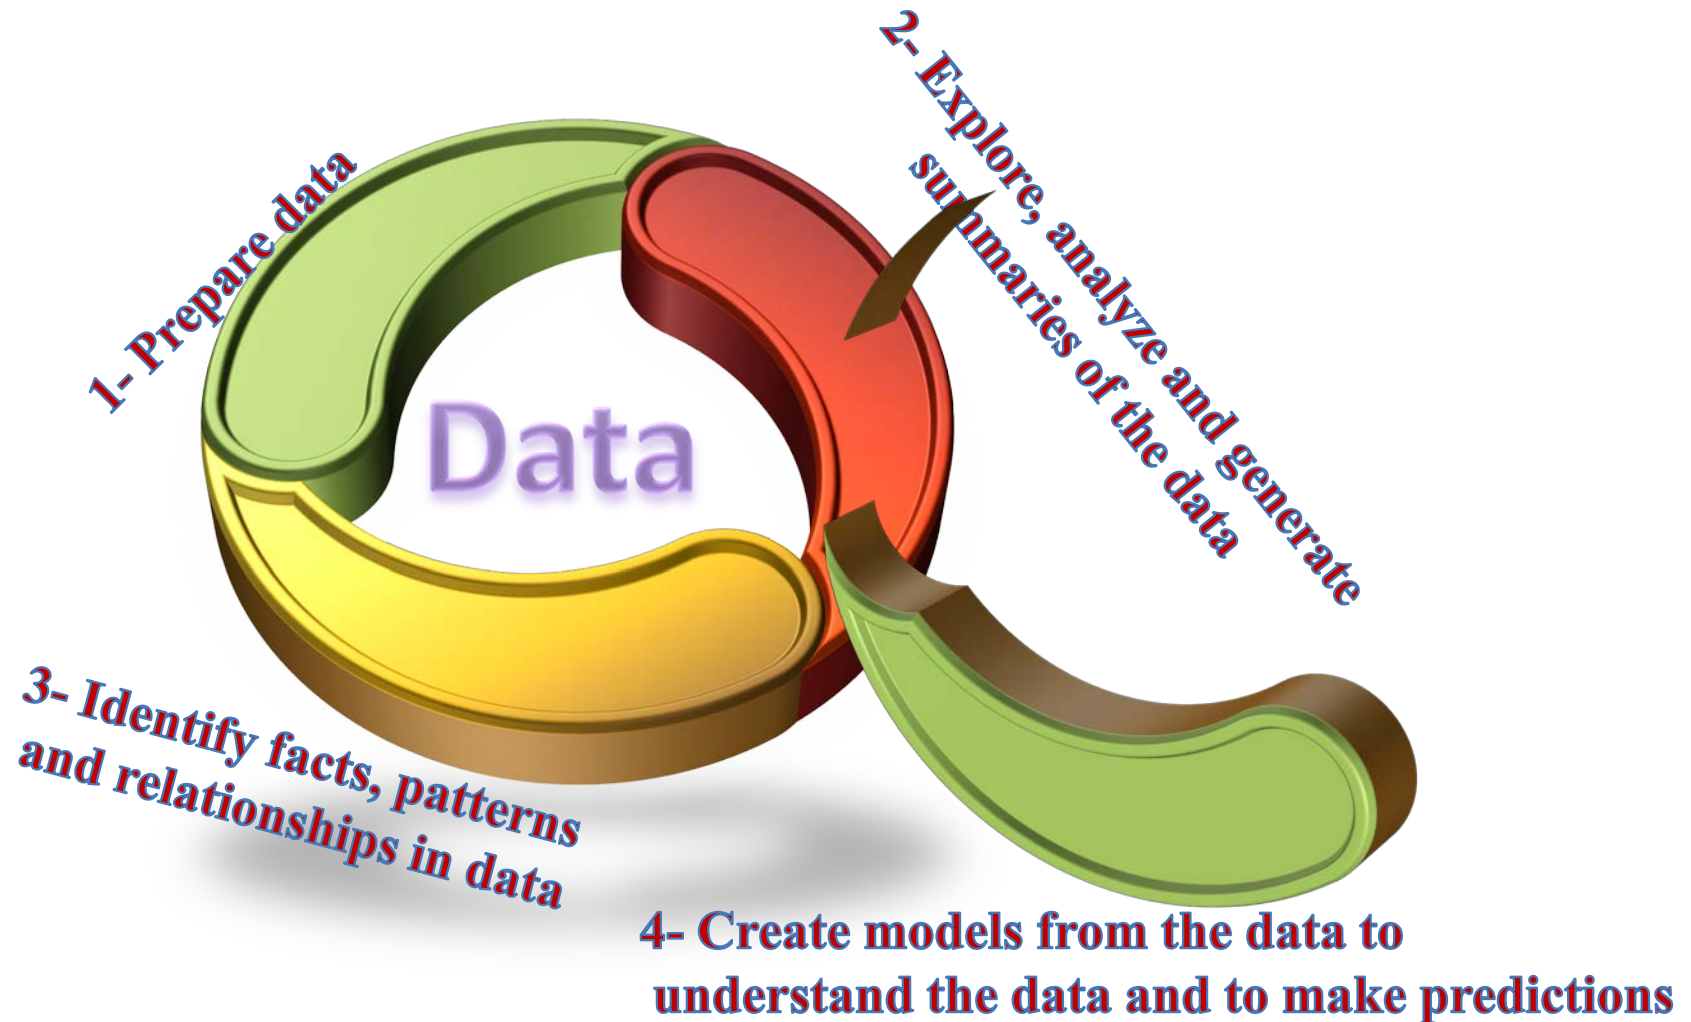 1- Prepare data
2- Explore, analyze and generate
summaries of the data
Data
3- Identify facts, patterns
and relationships in data
4- Create models from the data to
understand the data and to make predictions